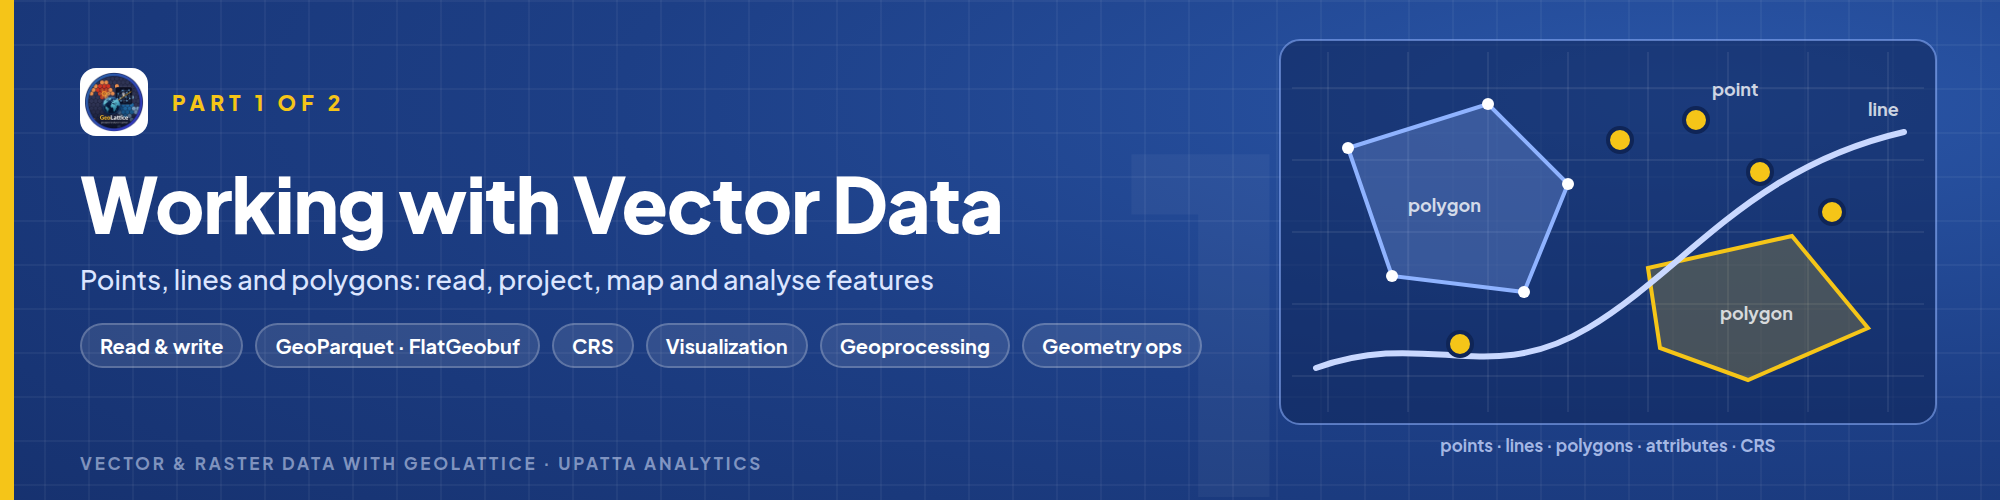 GeoLattice
PART 1 OF 2
Working with Vector Data
Points, lines and polygons: read, project, map and analyse features
Read & write
GeoParquet · FlatGeobuf
CRS
Visualization
Geoprocessing
Geometry ops
VECTOR & RASTER DATA WITH GEOLATTICE · UPATTA ANALYTICS
1
point
line
polygon
polygon
points · lines · polygons · attributes · CRS